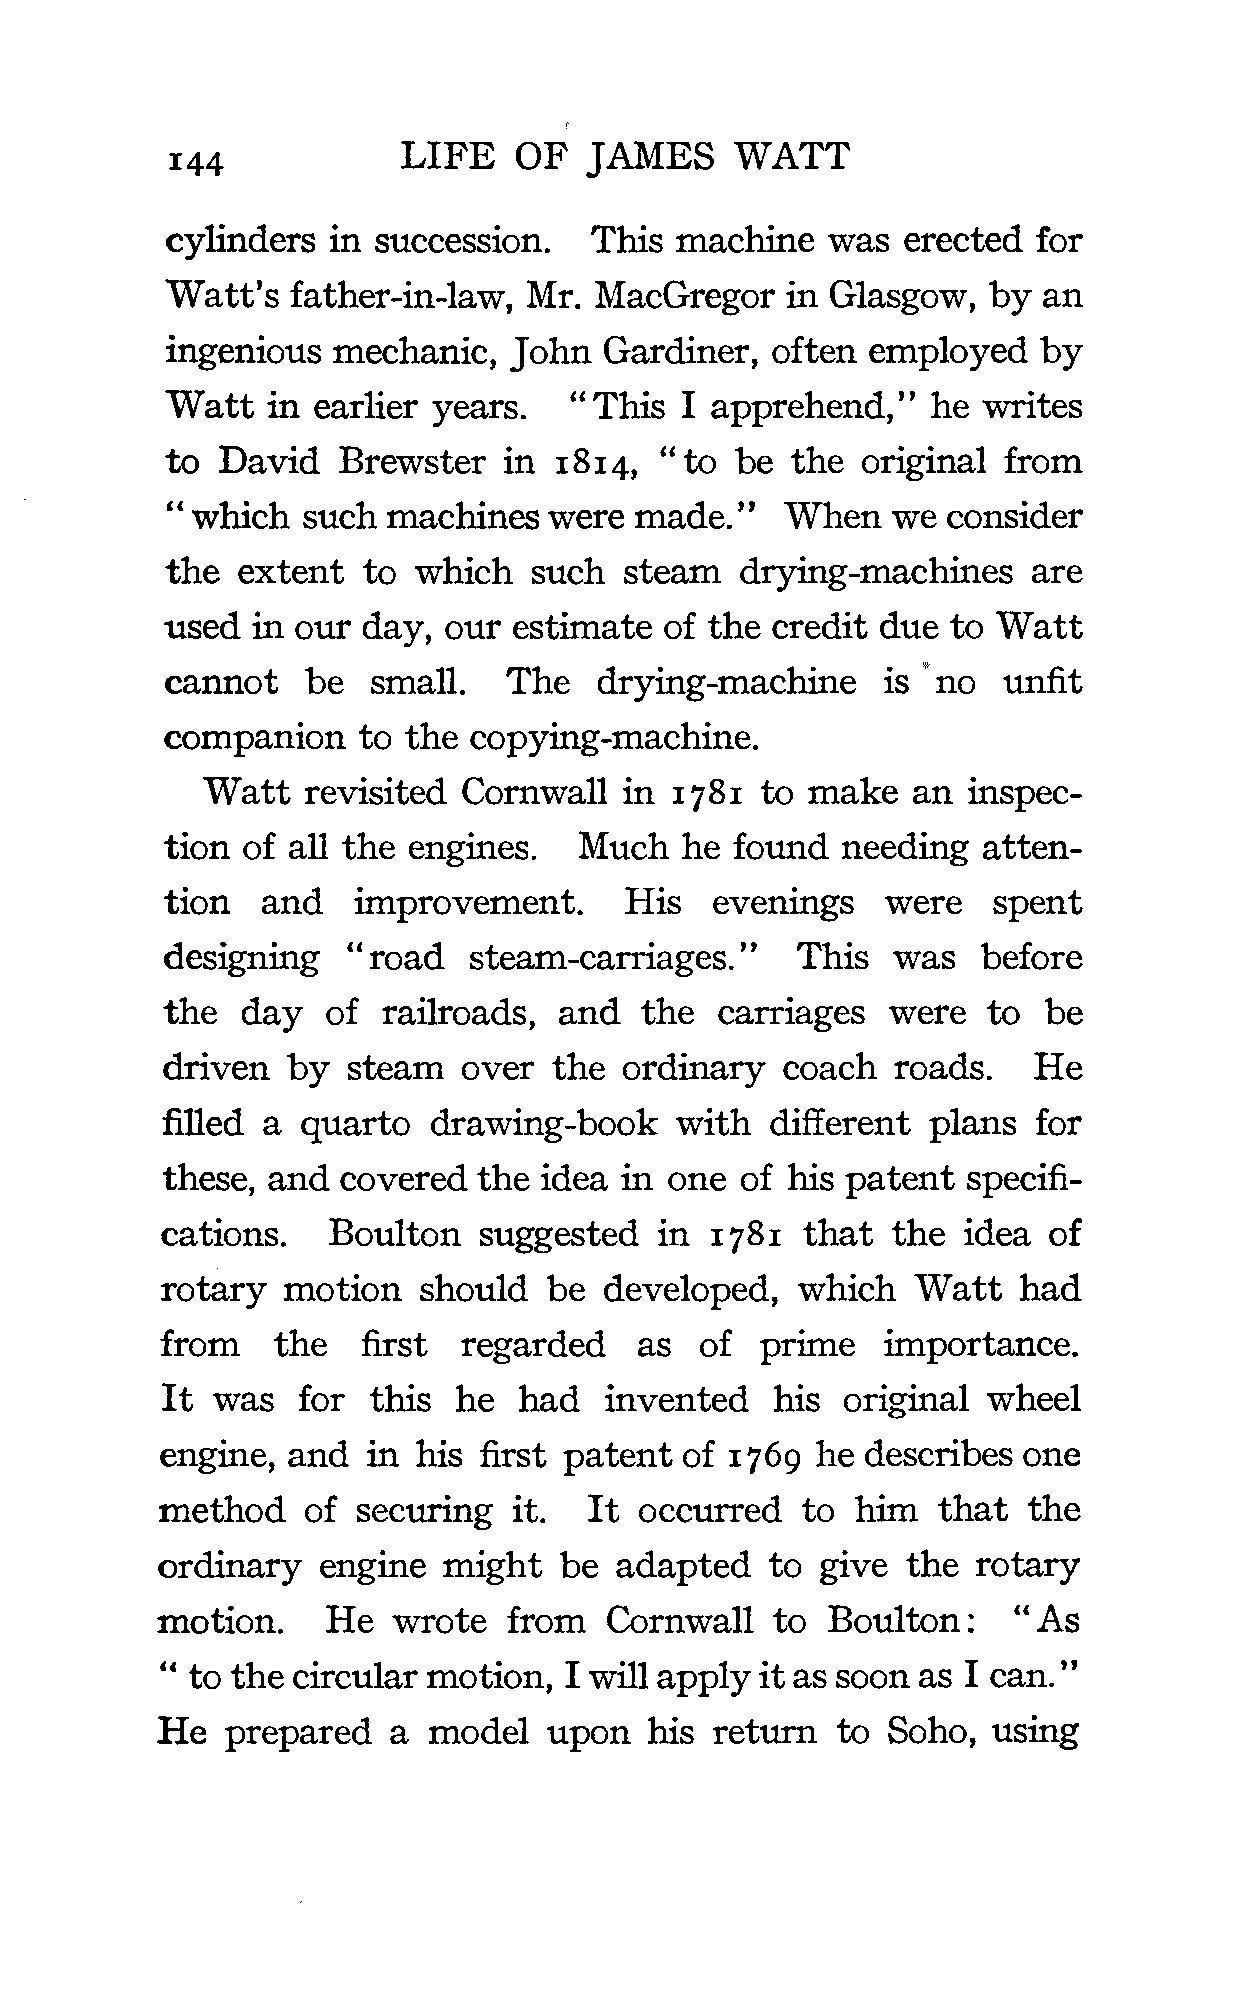 144 LIFE OF JAMES WATT
cylinders in succession. This machine was erected for
Watt's father-in-law, Mr. MacGregor in Glasgow, by an
ingenious mechanic, John Gardiner, often employed by
Watt in earlier years. "This I apprehend," he writes
to David Brewster in 1814, "to be the original from
"which such machines were made." When we consider
the extent to which such steam drying-machines are
used in our day, our estimate of the credit due to Watt
cannot be small. The drying-machine is no unfit
companion to the copying-machine.
Watt revisited Cornwall in 1781 to make an inspec-
tion of all the engines. Much he found needing atten-
tion and improvement. His evenings were spent
designing "road steam-carriages." This was before
the day of railroads, and the carriages were to be
driven by steam over the ordinary coach roads. He
filled a quarto drawing-book with different plans for
these, and covered the idea in one of his patent specifi-
cations. Boulton suggested in 1781 that the idea of
rotary motion should be developed, which Watt had
from the first regarded as of prime importance.
It was for this he had invented his original wheel
engine, and in his first patent of 1769 he describes one
method of securing it. It occurred to him that the
ordinary engine might be adapted to give the rotary
motion. He wrote from Cornwall to Boulton: "As
"to the circular motion, I will apply it as soon as I can."
He prepared a model upon his return to Soho, using